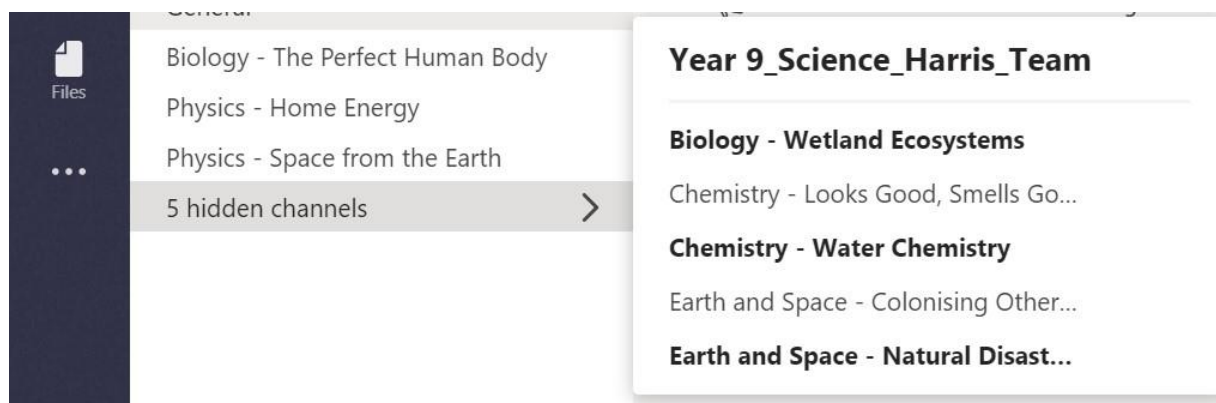 General
Files
Biology - The Perfect Human Body
Physics - Home Energy
Physics - Space from the Earth
5 hidden channels
Year 9_Science_Harris_Team
Biology - Wetland Ecosystems
Chemistry - Looks Good, Smells Go...
Chemistry - Water Chemistry
Earth and Space - Colonising Other...
Earth and Space - Natural Disast...